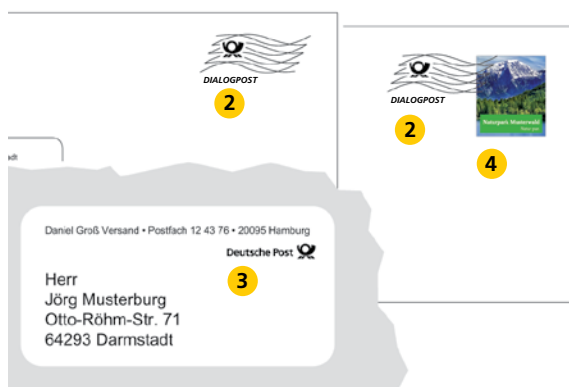 DIALOGPOST
2
DIALOGPOST
2
Naturpark Musterwald
4
Daniel Groß Versand • Postfach 12 43 76 • 20095 Hamburg
Deutsche Post
3
Herr
Jörg Musterburg
Otto-Röhm-Str. 71
64293 Darmstadt